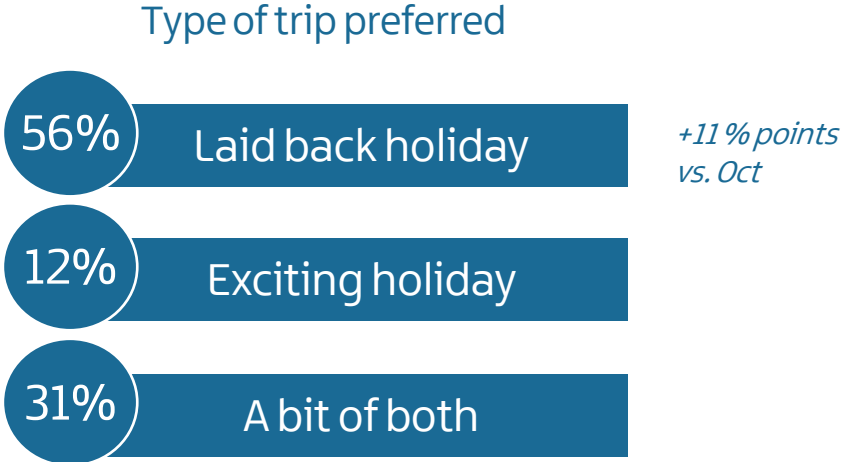 Type of trip preferred
56%
Laid back holiday
+11 % points
vs. Oct
12%
Exciting holiday
31%
A bit of both